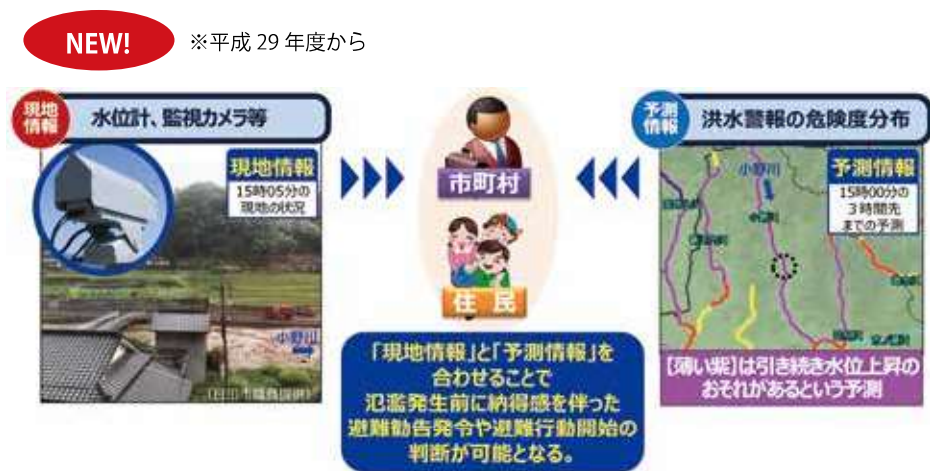 NEW!
※平成 29 年度から
現地
情報
水位計、監視カメラ等
現地情報
15時05分の
現地の状況
小野川
市町村
住 民
予測
情報
洪水警報の危険度分布
小野川
予測情報
15時00分の
3時間先
までの予測
【薄い紫】は引き続き水位上昇の
おそれがあるという予測
「現地情報」と「予測情報」を
合わせることで
氾濫発生前に納得感を伴った
避難勧告発令や避難行動開始の
判断が可能となる。